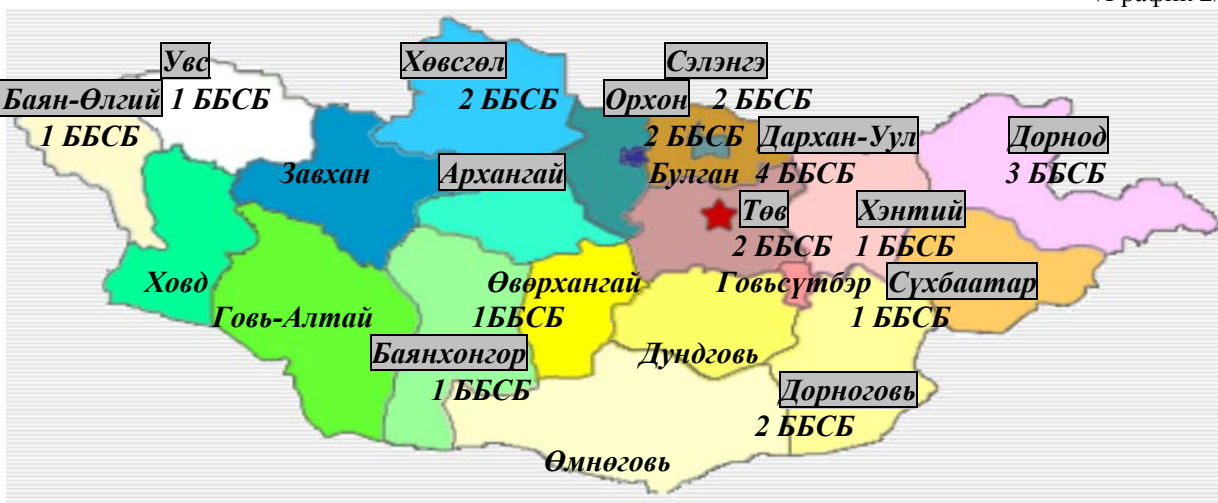 Увс
Баян-Өлгий
1 ББСБ
1 ББСБ
Хөвсгөл
2 ББСБ
Сэлэнгэ
Орхон
2 ББСБ
2 ББСБ
Дархан-Уул
Дорнод
Завхан
Архангай
Булган
4 ББСБ
3 ББСБ
Төв
Хэнтий
2 ББСБ
1 ББСБ
Ховд
Өвөрхангай
Говьсүтбэр
Сүхбаатар
Говь-Алтай
1ББСБ
1 ББСБ
Баянхонгор
Дундговь
1 ББСБ
Дорноговь
2 ББСБ
Өмнөговь